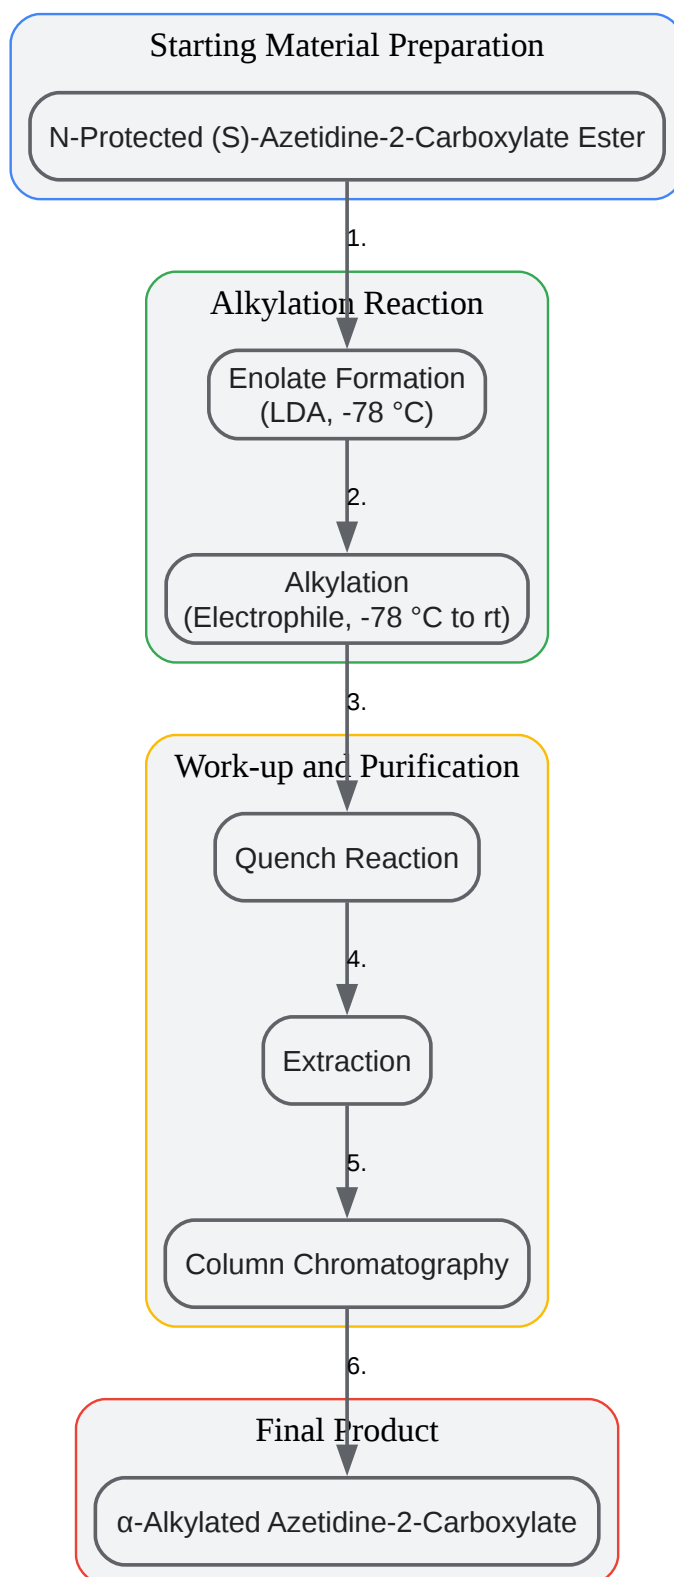 Starting Material Preparation
N-Protected (S)-Azetidine-2-Carboxylate Ester
1.
Alkylation Reaction
Enolate Formation
(LDA, -78 °C)
2.
Alkylation
(Electrophile, -78 °C to rt)
3.
Work-up and Purification
Quench Reaction
4.
Extraction
5.
Column Chromatography
6.
Final Product
α-Alkylated Azetidine-2-Carboxylate